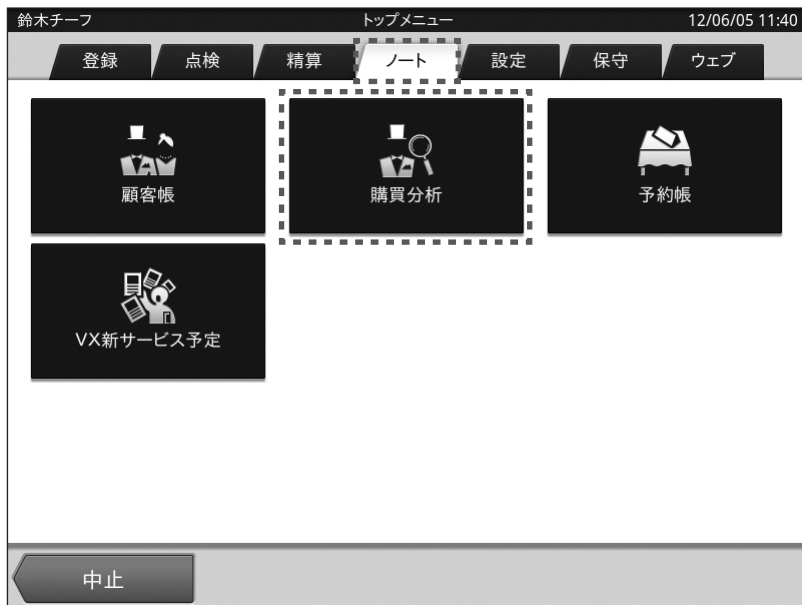 鈴木チーフ トップメニュー 12/06/05 11:40
登録 点検 精算 ノート 設定 保守 ウェブ
顧客帳 購買分析 予約帳
VX新サービス予定
中止